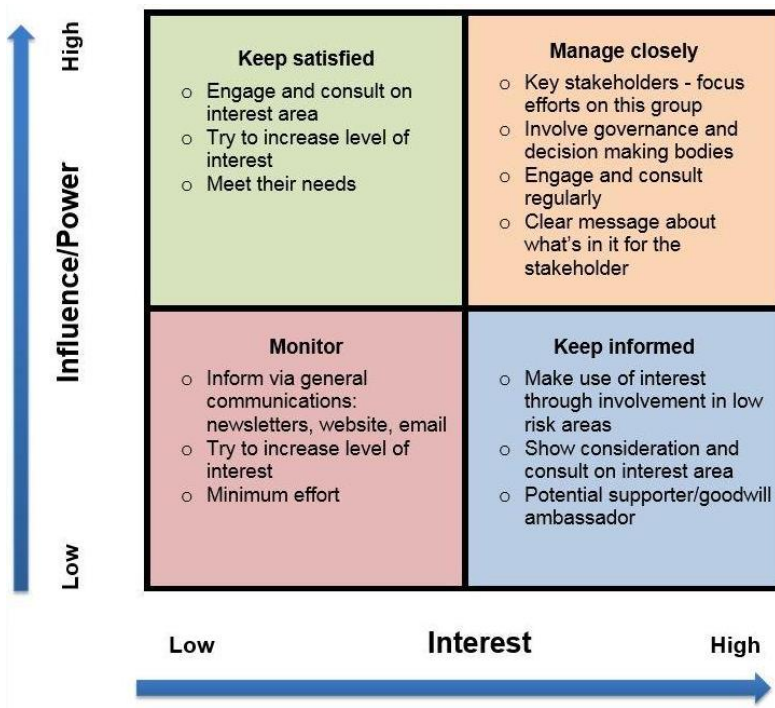 High
Influence/Power
Low
Keep satisfied
o Engage and consult on
interest area
o Try to increase level of
interest
o Meet their needs
Manage closely
o Key stakeholders - focus
efforts on this group
o Involve governance and
decision making bodies
o Engage and consult
regularly
o Clear message about
what's in it for the
stakeholder
Monitor
o Inform via general
communications:
newsletters, website, email
o Try to increase level of
interest
o Minimum effort
Keep informed
o Make use of interest
through involvement in low
risk areas
o Show consideration and
consult on interest area
o Potential supporter/goodwill
ambassador
Low Interest High